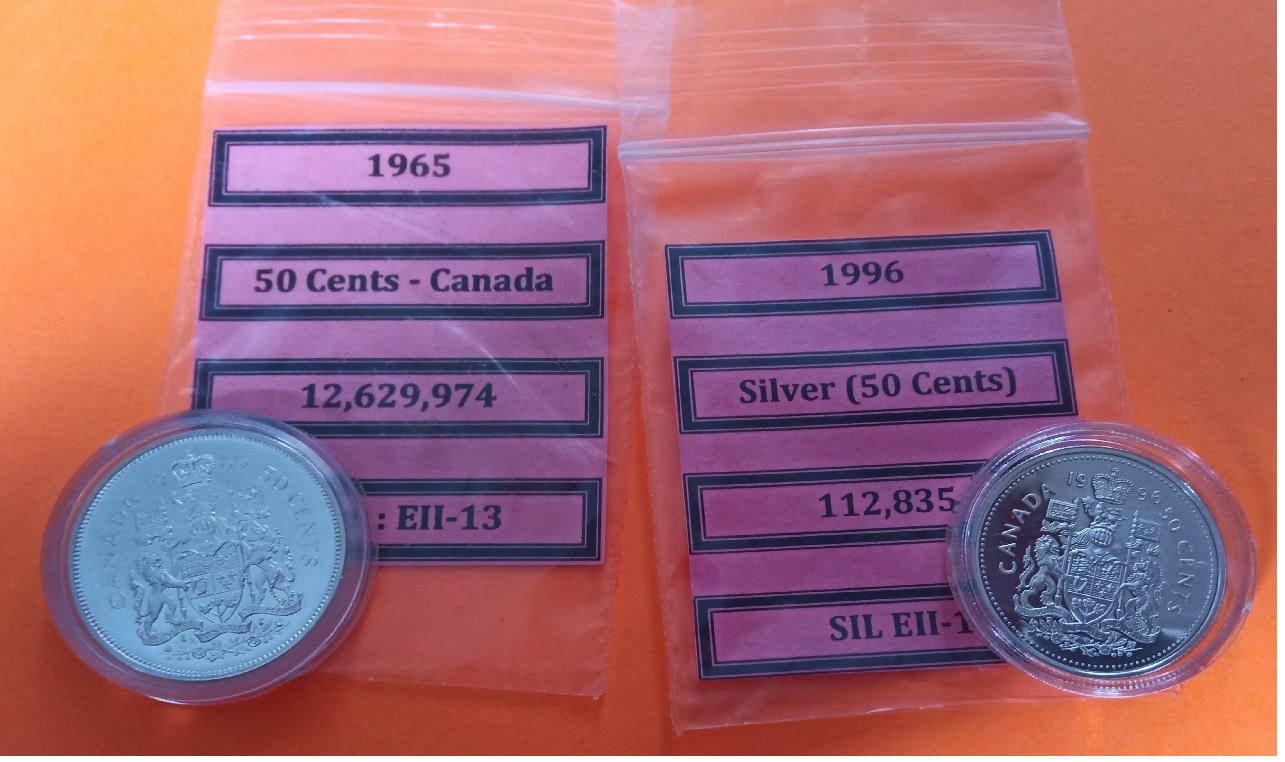 1965
50 Cents - Canada
12,629,974
: EII-13
CANADA
50 CENTS
1996
Silver (50 Cents)
112,835
SIL EII-1
CANADA
1996
50 CENTS